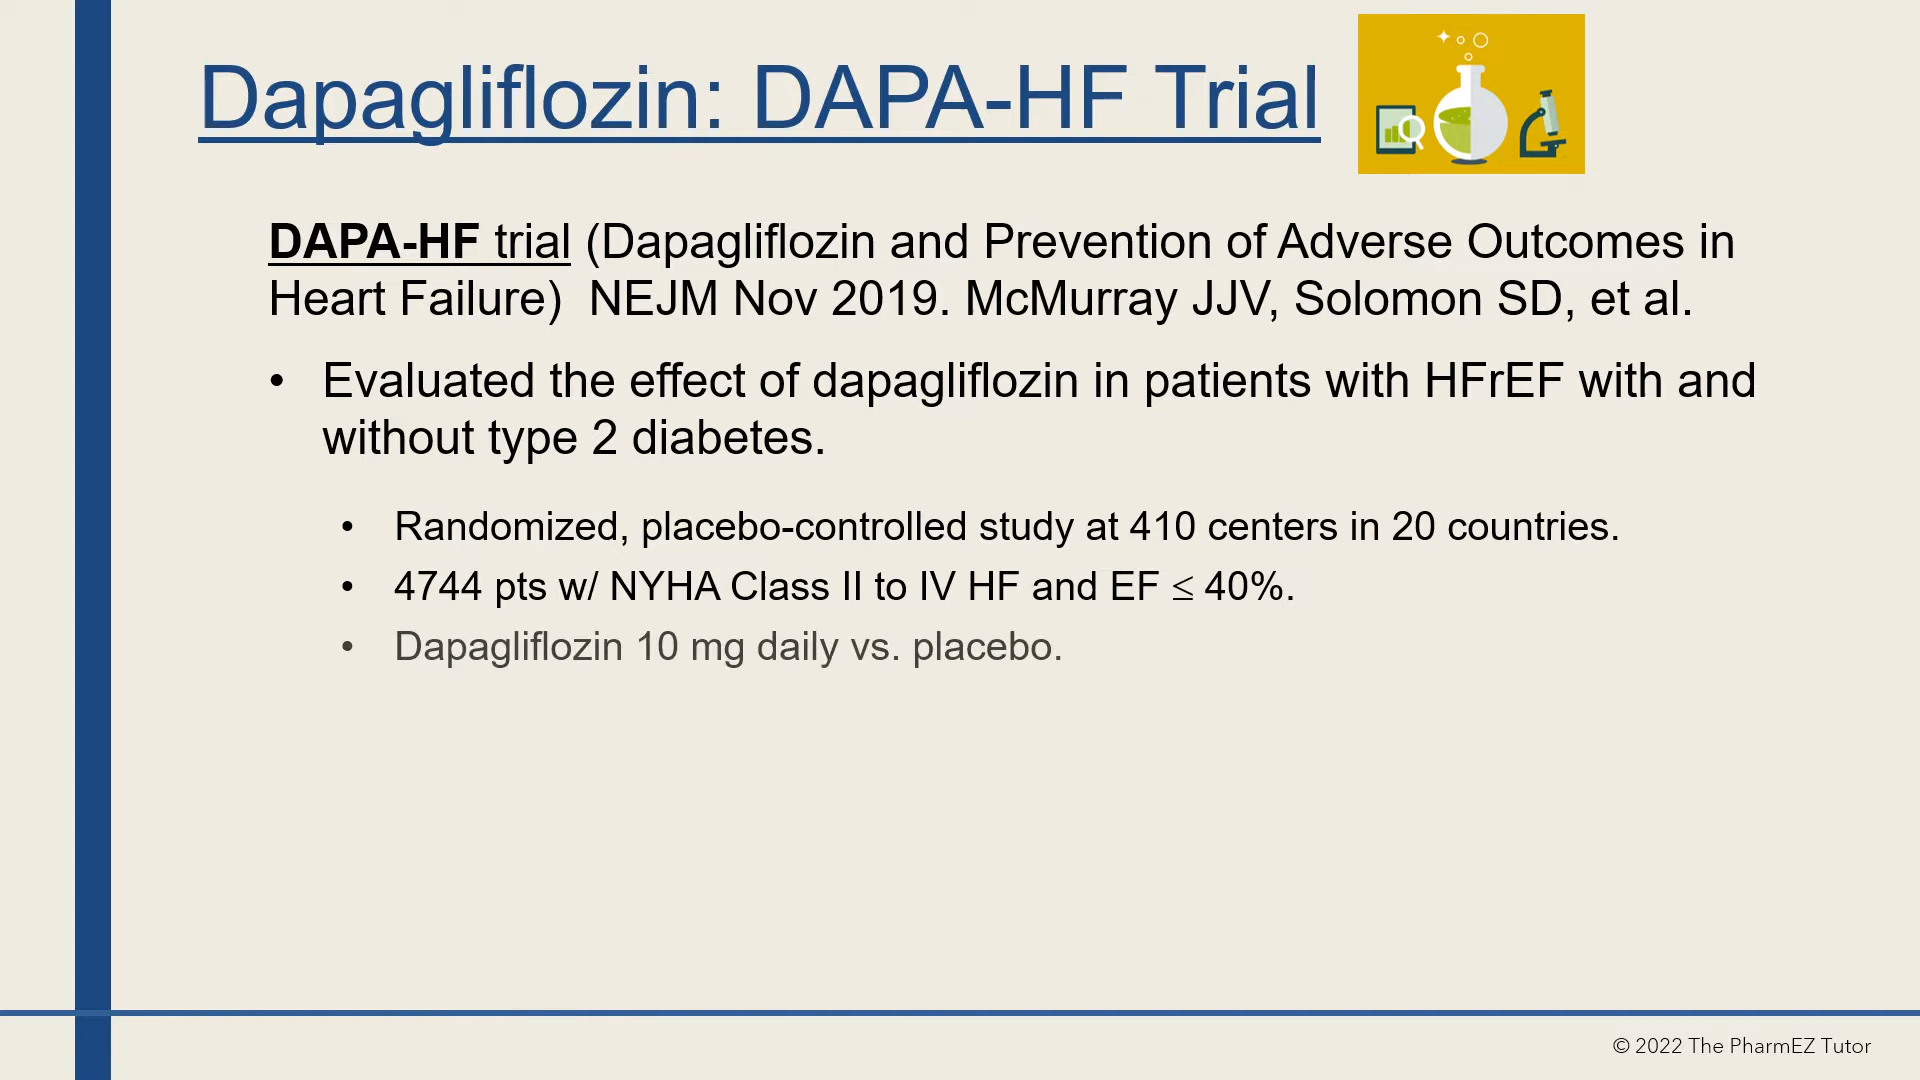 Dapagliflozin: DAPA-HF Trial
DAPA-HF trial (Dapagliflozin and Prevention of Adverse Outcomes in
Heart Failure)  NEJM Nov 2019. McMurray JJV, Solomon SD, et al.
• Evaluated the effect of dapagliflozin in patients with HFrEF with and
without type 2 diabetes.
• Randomized, placebo-controlled study at 410 centers in 20 countries.
• 4744 pts w/ NYHA Class II to IV HF and EF ≤ 40%.
• Dapagliflozin 10 mg daily vs. placebo.
© 2022 The PharmEZ Tutor